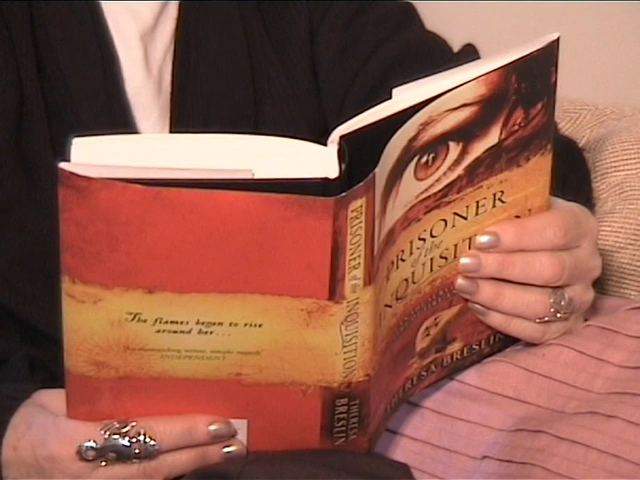 "The flames began to rise
around her...
INDEPENDENT
PRISONER of the INQUISITION
THERESA
BRESLIN
PRISONER
of the
INQUISITION
THERESA BRESLIN